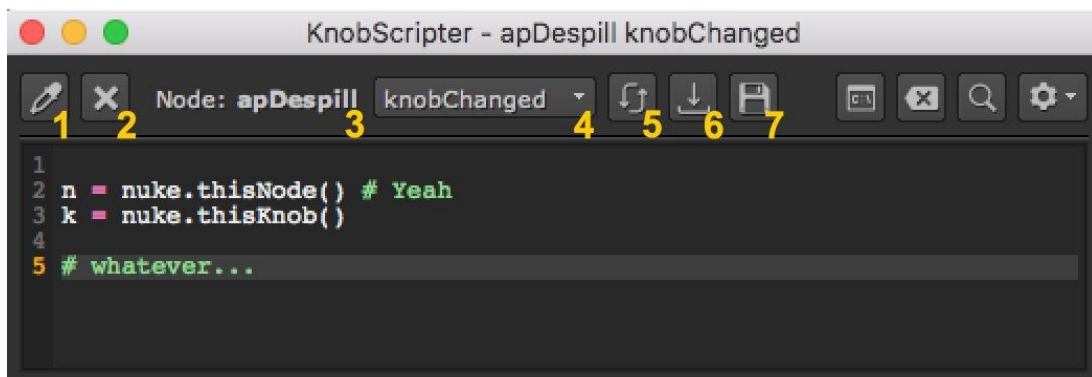 KnobScripter - apDespill knobChanged
Node: apDespill knobChanged
1 2 3 4 5 6 7
1
2 n = nuke.thisNode() # Yeah
3 k = nuke.thisKnob()
4
5 # whatever...